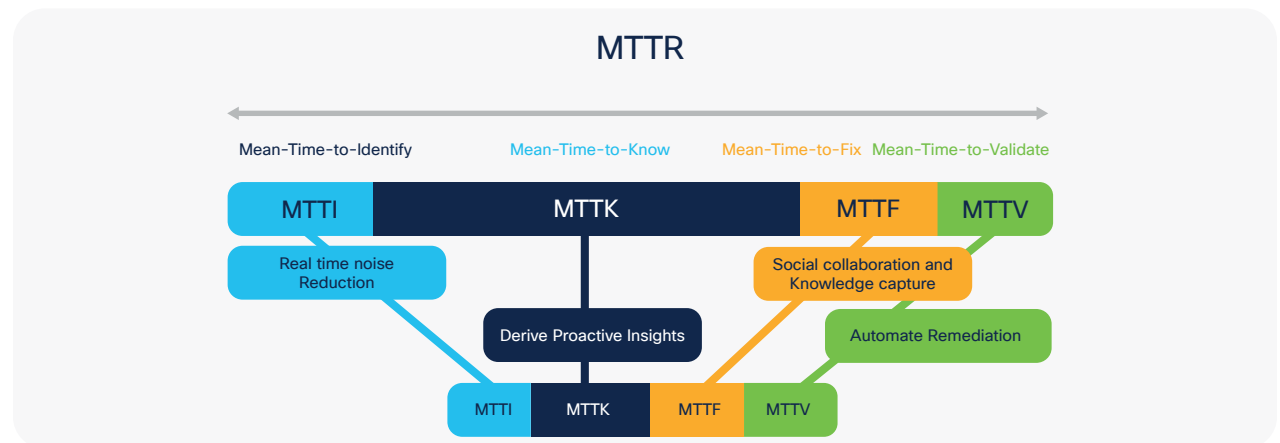 MTTR
Mean-Time-to-Identify
Mean-Time-to-Know
Mean-Time-to-Fix
Mean-Time-to-Validate
MTTI
MTTK
MTTF
MTTV
Real time noise
Reduction
Social collaboration and
Knowledge capture
Derive Proactive Insights
Automate Remediation
MTTI
MTTK
MTTF
MTTV